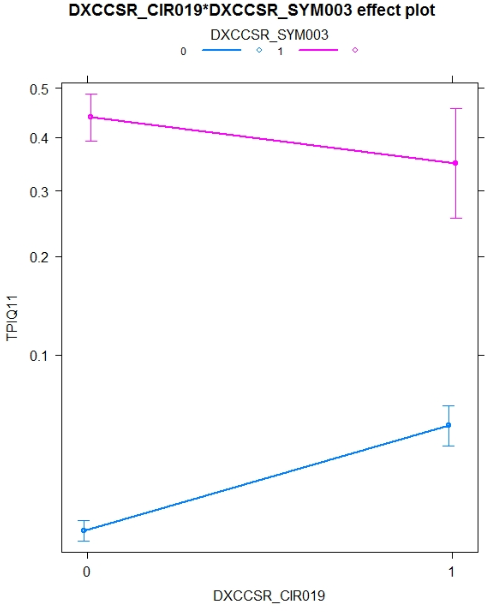 DXCCSR_CIR019*DXCCSR_SYM003 effect plot
DXCCSR_SYM003
0 1
0.5
0.4
0.3
0.2
0.1
TPIQ11
0 1
DXCCSR_CIR019